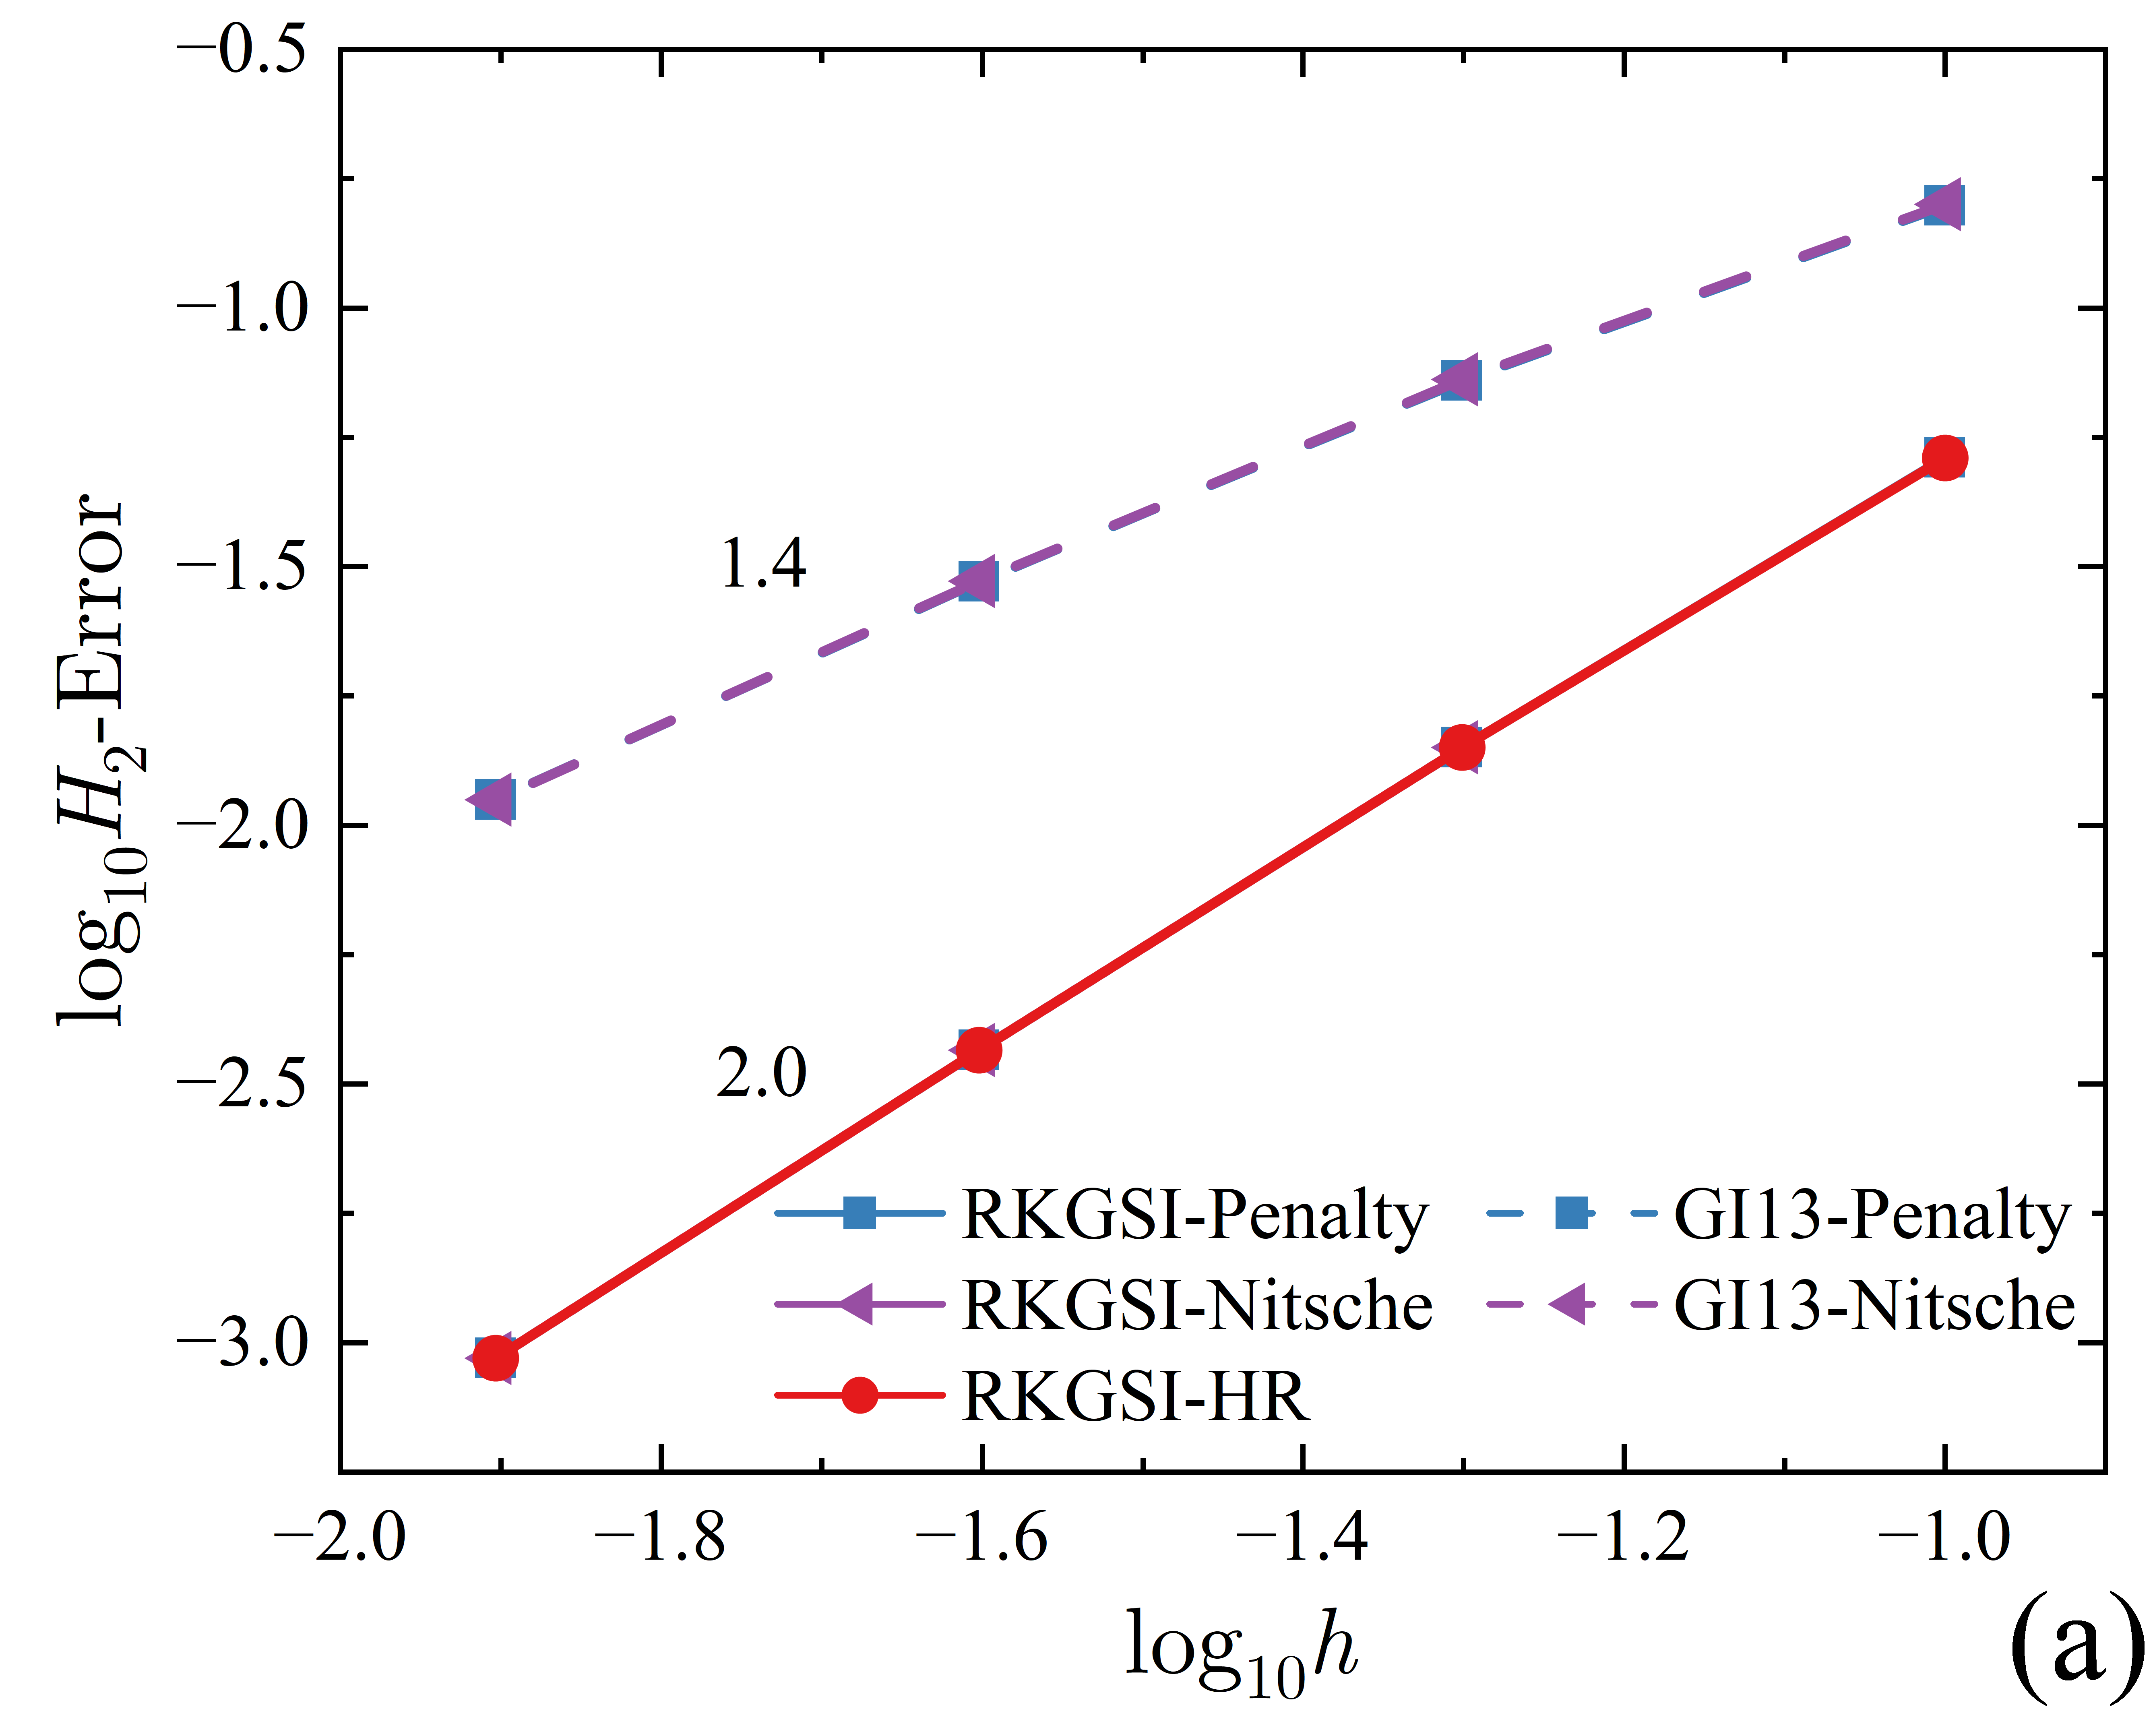 −0.5
−1.0
−1.5
−2.0
−2.5
−3.0
log₁₀H₂-Error
1.4
2.0
RKGSI-Penalty GI13-Penalty
RKGSI-Nitsche GI13-Nitsche
RKGSI-HR
−2.0 −1.8 −1.6 −1.4 −1.2 −1.0
log₁₀h
(a)